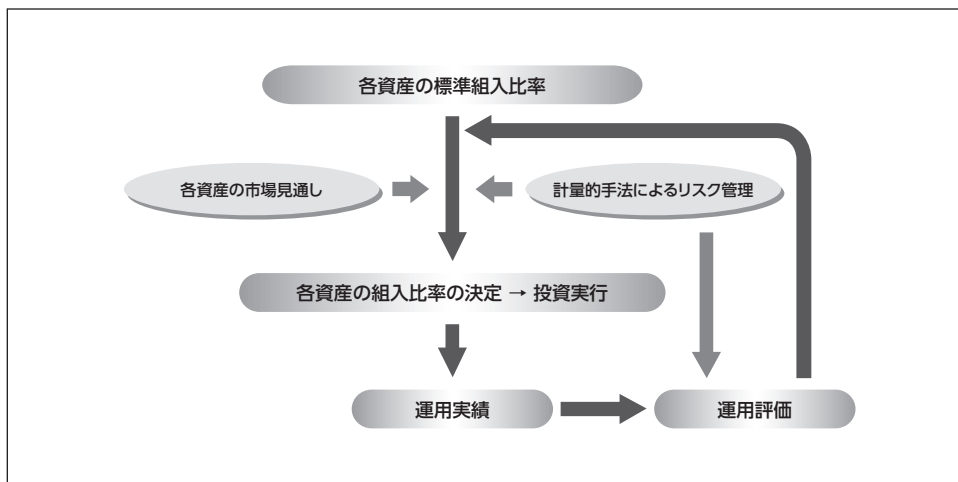 各資産の標準組入比率
各資産の市場見通し
計量的手法によるリスク管理
各資産の組入比率の決定 → 投資実行
運用実績
運用評価